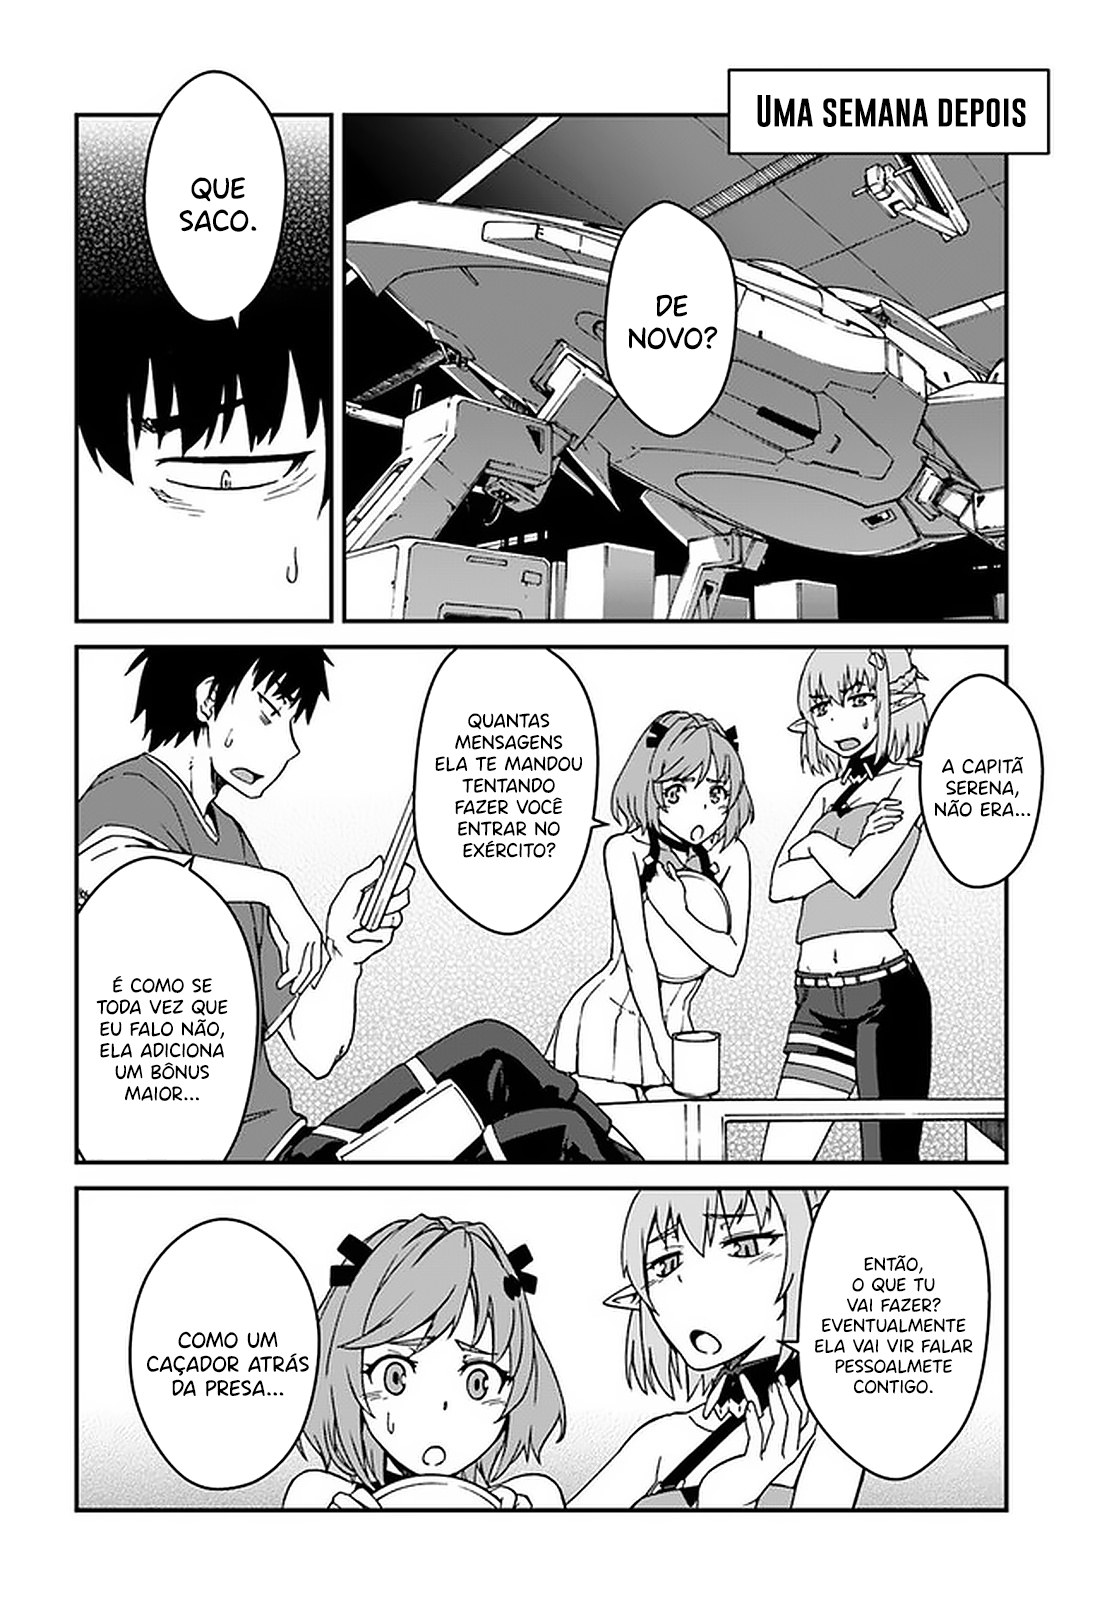 UMA SEMANA DEPOIS
DE
NOVO?
QUE
SACO.
A CAPITÃ
SERENA,
NÃO ERA...
QUANTAS
MENSAGENS
ELA TE MANDOU
TENTANDO
FAZER VOCÊ
ENTRAR NO
EXÉRCITO?
É COMO SE
TODA VEZ QUE
EU FALO NÃO,
ELA ADICIONA
UM BÔNUS
MAIOR...
ENTÃO,
O QUE TU
VAI FAZER?
EVENTUALMENTE
ELA VAI VIR FALAR
PESSOALMETE
CONTIGO.
COMO UM
CAÇADOR ATRÁS
DA PRESA...